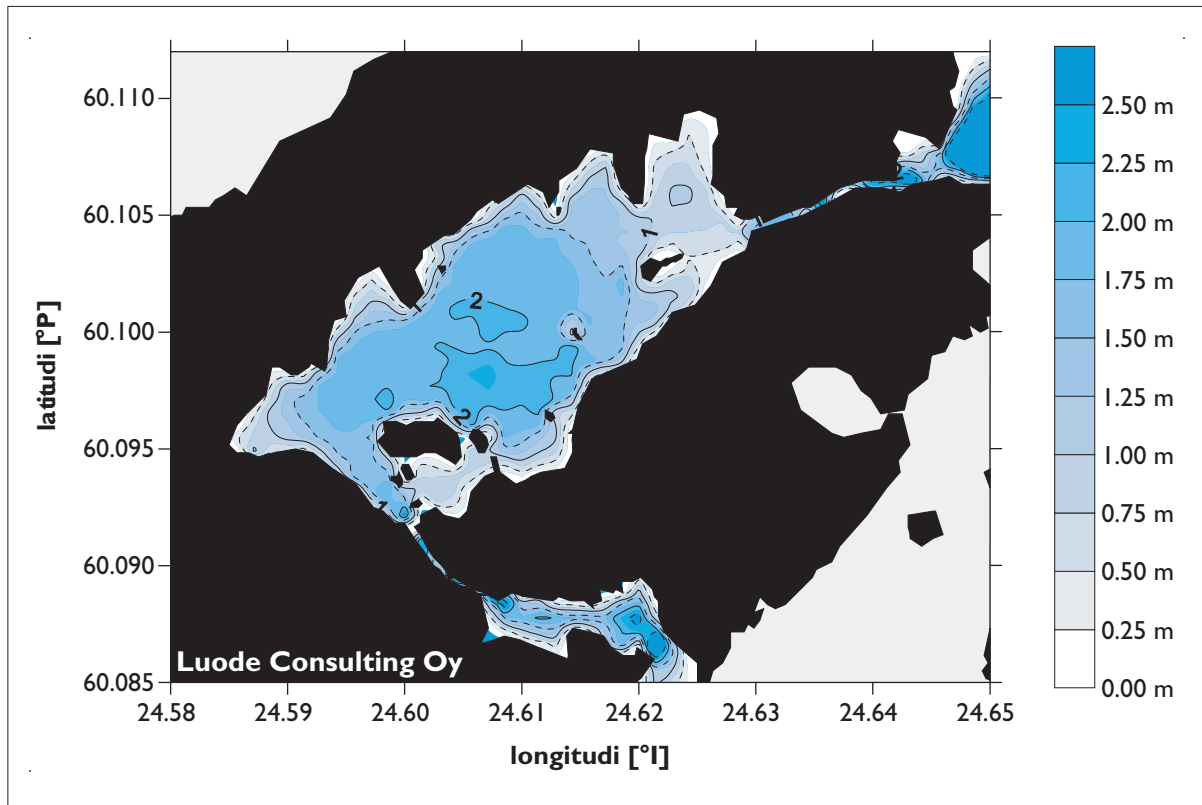 60.110
60.105
60.100
60.095
60.090
60.085
latitudi [°P]
24.58 24.59 24.60 24.61 24.62 24.63 24.64 24.65
longitudi [°I]
2
2
1
1
Luode Consulting Oy
2.50 m
2.25 m
2.00 m
1.75 m
1.50 m
1.25 m
1.00 m
0.75 m
0.50 m
0.25 m
0.00 m